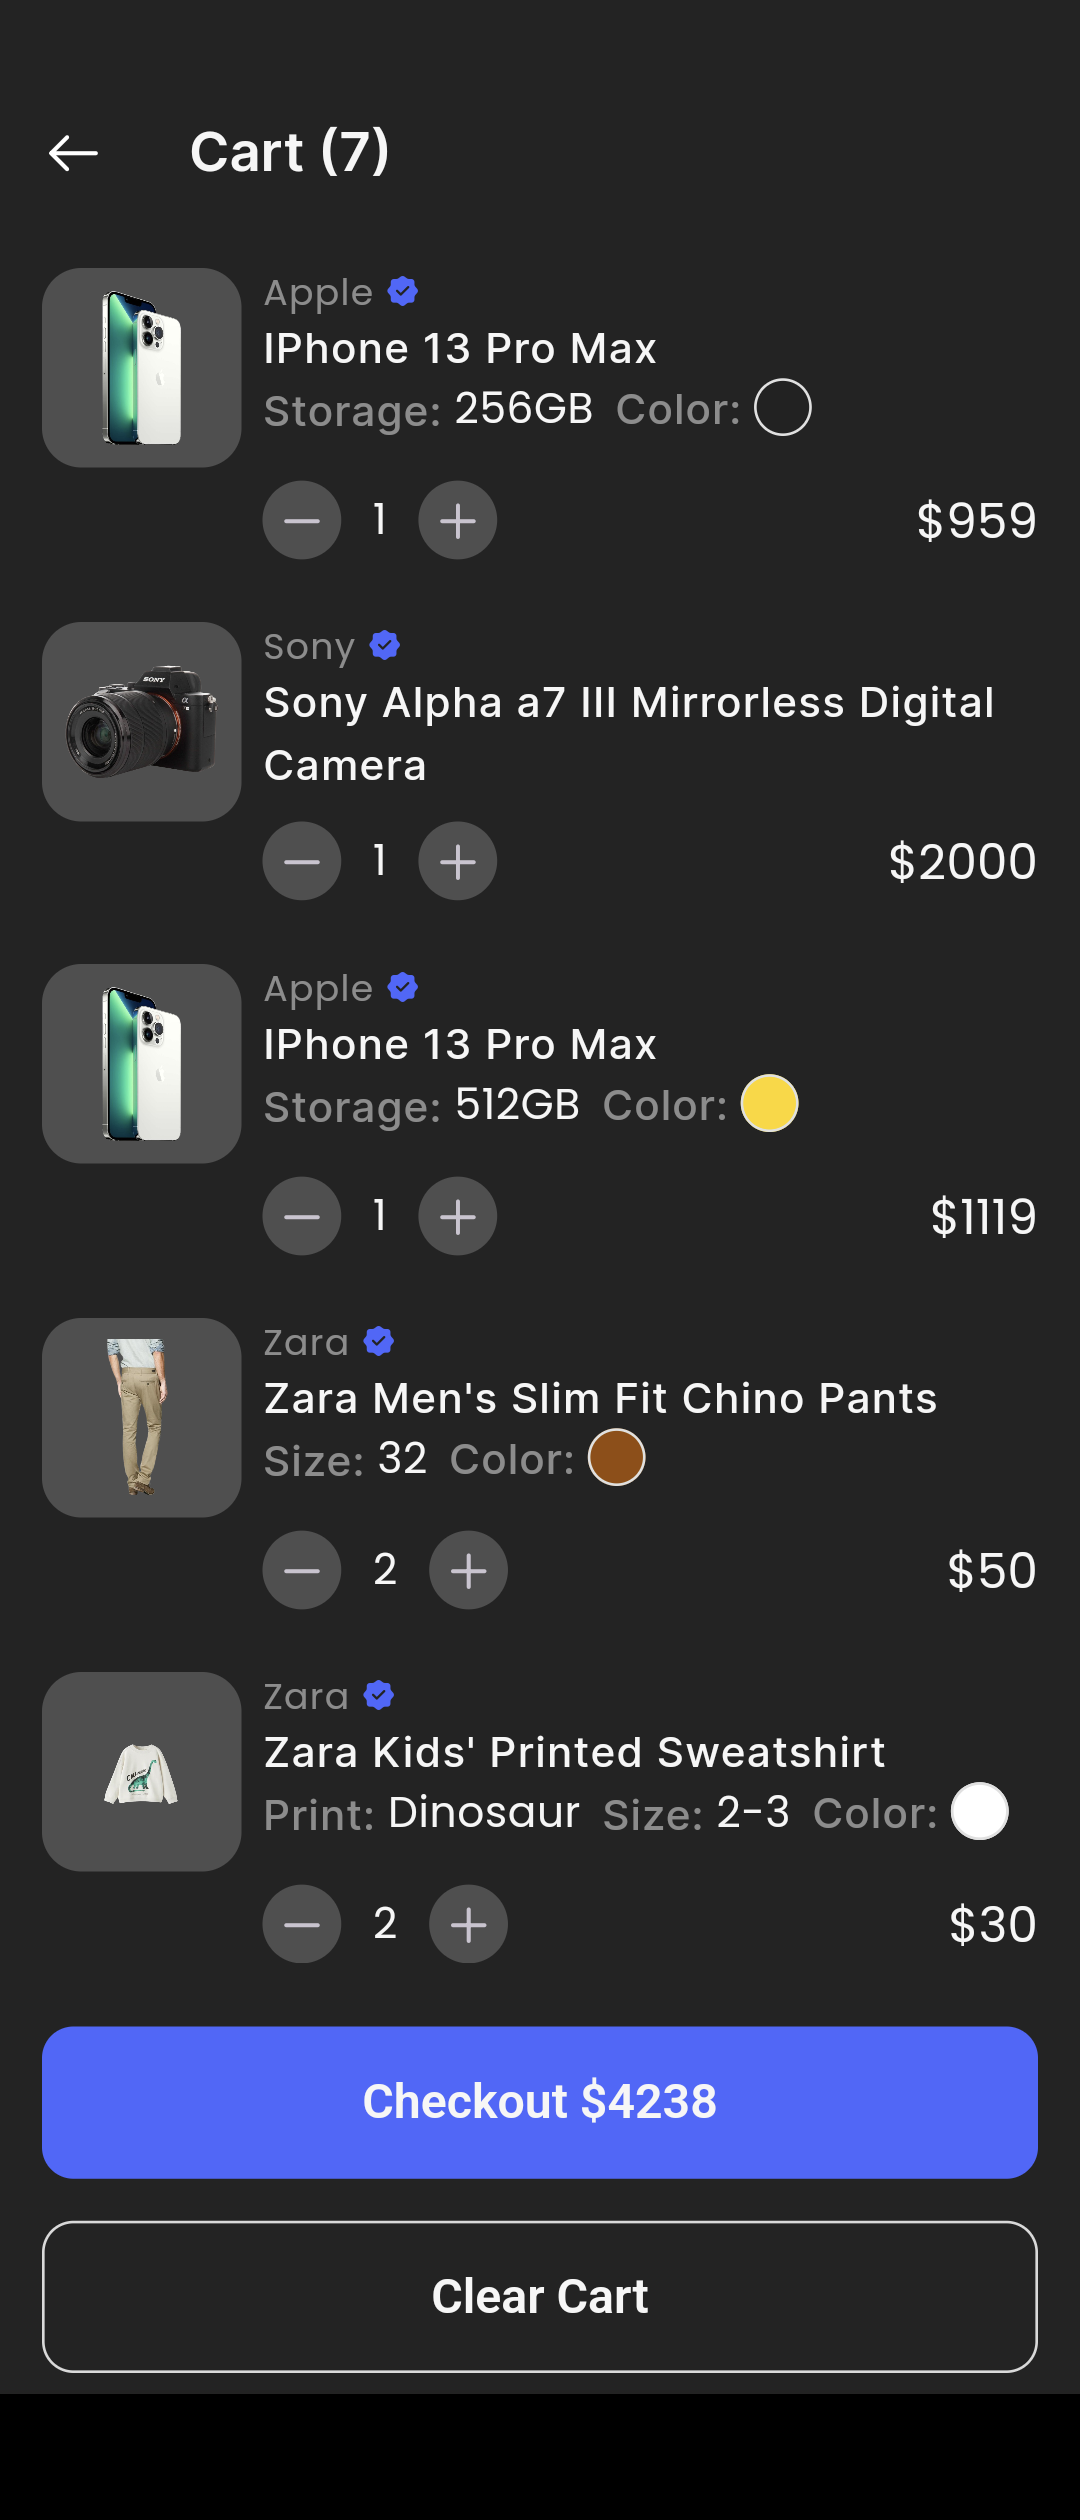 Cart (7)
Apple
IPhone 13 Pro Max
Storage: 256GB Color:
1
$959
SONY
Sony
Sony Alpha a7 III Mirrorless Digital
Camera
1
$2000
Apple
IPhone 13 Pro Max
Storage: 512GB Color:
1
$1119
Zara
Zara Men's Slim Fit Chino Pants
Size: 32 Color:
2
$50
Zara
Zara Kids' Printed Sweatshirt
Print: Dinosaur Size: 2-3 Color:
2
$30
Checkout $4238
Clear Cart